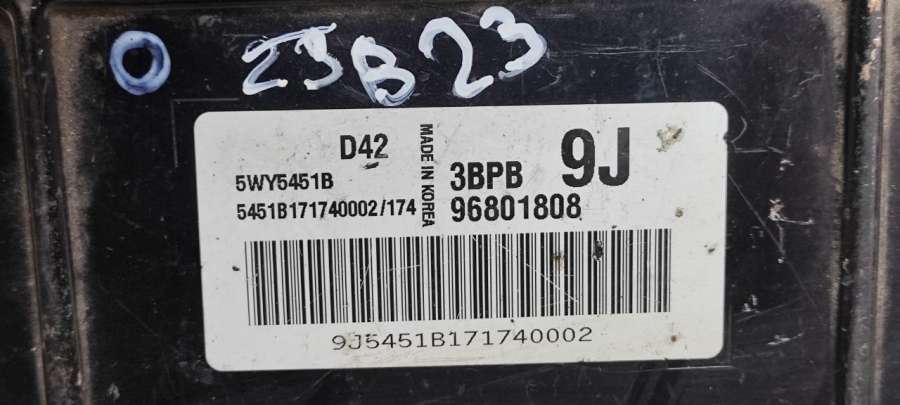 23B23
D42
MADE IN KOREA
3BPB
9J
5WY5451B
5451B171740002/174
96801808
9J5451B171740002